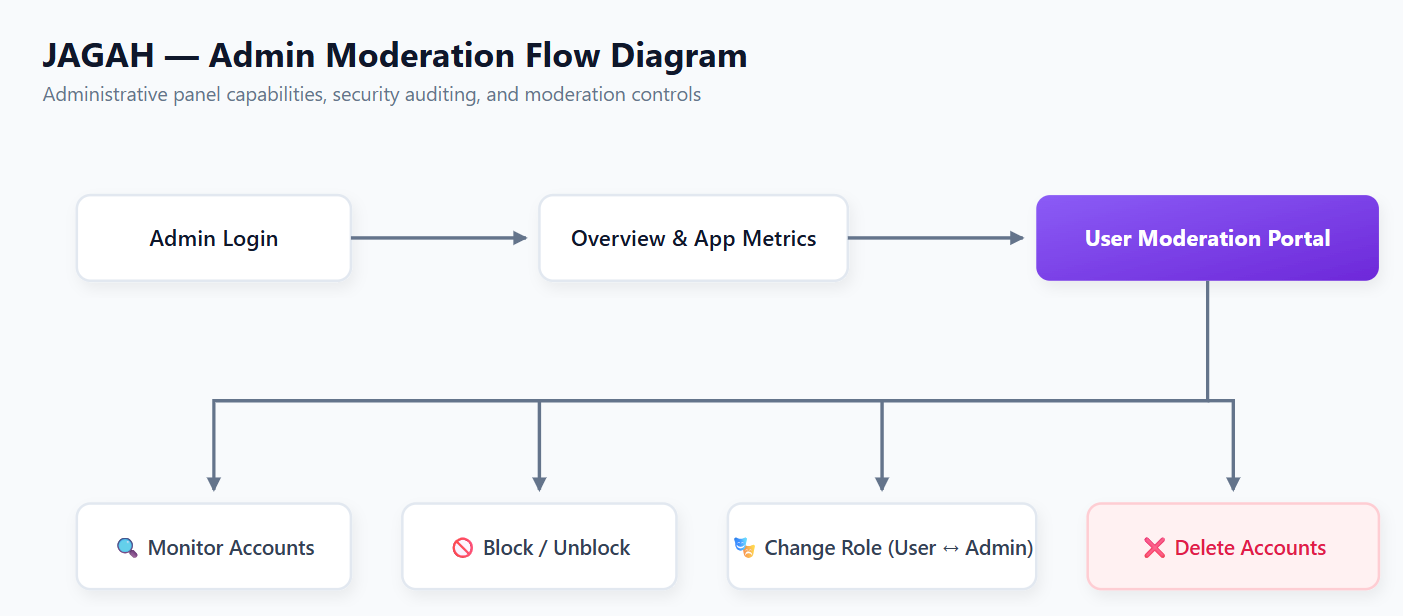 JAGAH — Admin Moderation Flow Diagram
Administrative panel capabilities, security auditing, and moderation controls
Admin Login
Overview & App Metrics
User Moderation Portal
🔍 Monitor Accounts
🚫 Block / Unblock
🎭 Change Role (User ↔ Admin)
❌ Delete Accounts